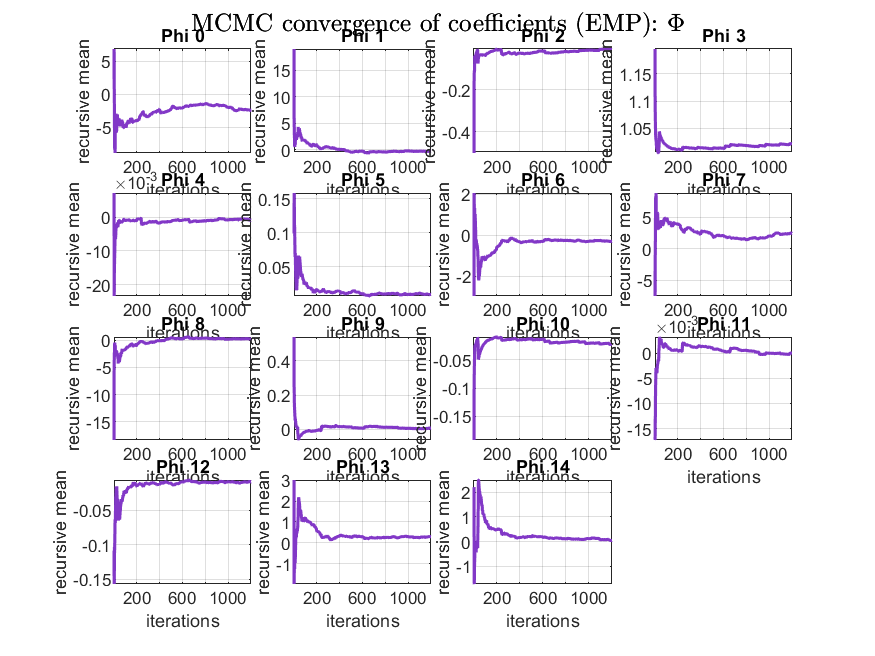 MCMC convergence of coefficients (EMP): Φ
Phi 0
recursive mean
5
0
-5
200 600 1000
iterations
Phi 1
recursive mean
15
10
5
0
200 600 1000
iterations
Phi 2
recursive mean
-0.2
-0.4
200 600 1000
iterations
Phi 3
recursive mean
1.15
1.1
1.05
200 600 1000
iterations
Phi 4
×10-3
recursive mean
0
-10
-20
200 600 1000
iterations
Phi 5
recursive mean
0.15
0.1
0.05
200 600 1000
iterations
Phi 6
recursive mean
2
0
-2
200 600 1000
iterations
Phi 7
recursive mean
5
0
-5
200 600 1000
iterations
Phi 8
recursive mean
0
-5
-10
-15
200 600 1000
iterations
Phi 9
recursive mean
0.4
0.2
0
200 600 1000
iterations
Phi 10
recursive mean
-0.05
-0.1
-0.15
200 600 1000
iterations
Phi 11
×10-3
recursive mean
0
-5
-10
-15
200 600 1000
iterations
Phi 12
recursive mean
-0.05
-0.1
-0.15
200 600 1000
iterations
Phi 13
recursive mean
3
2
1
0
-1
200 600 1000
iterations
Phi 14
recursive mean
2
1
0
-1
200 600 1000
iterations